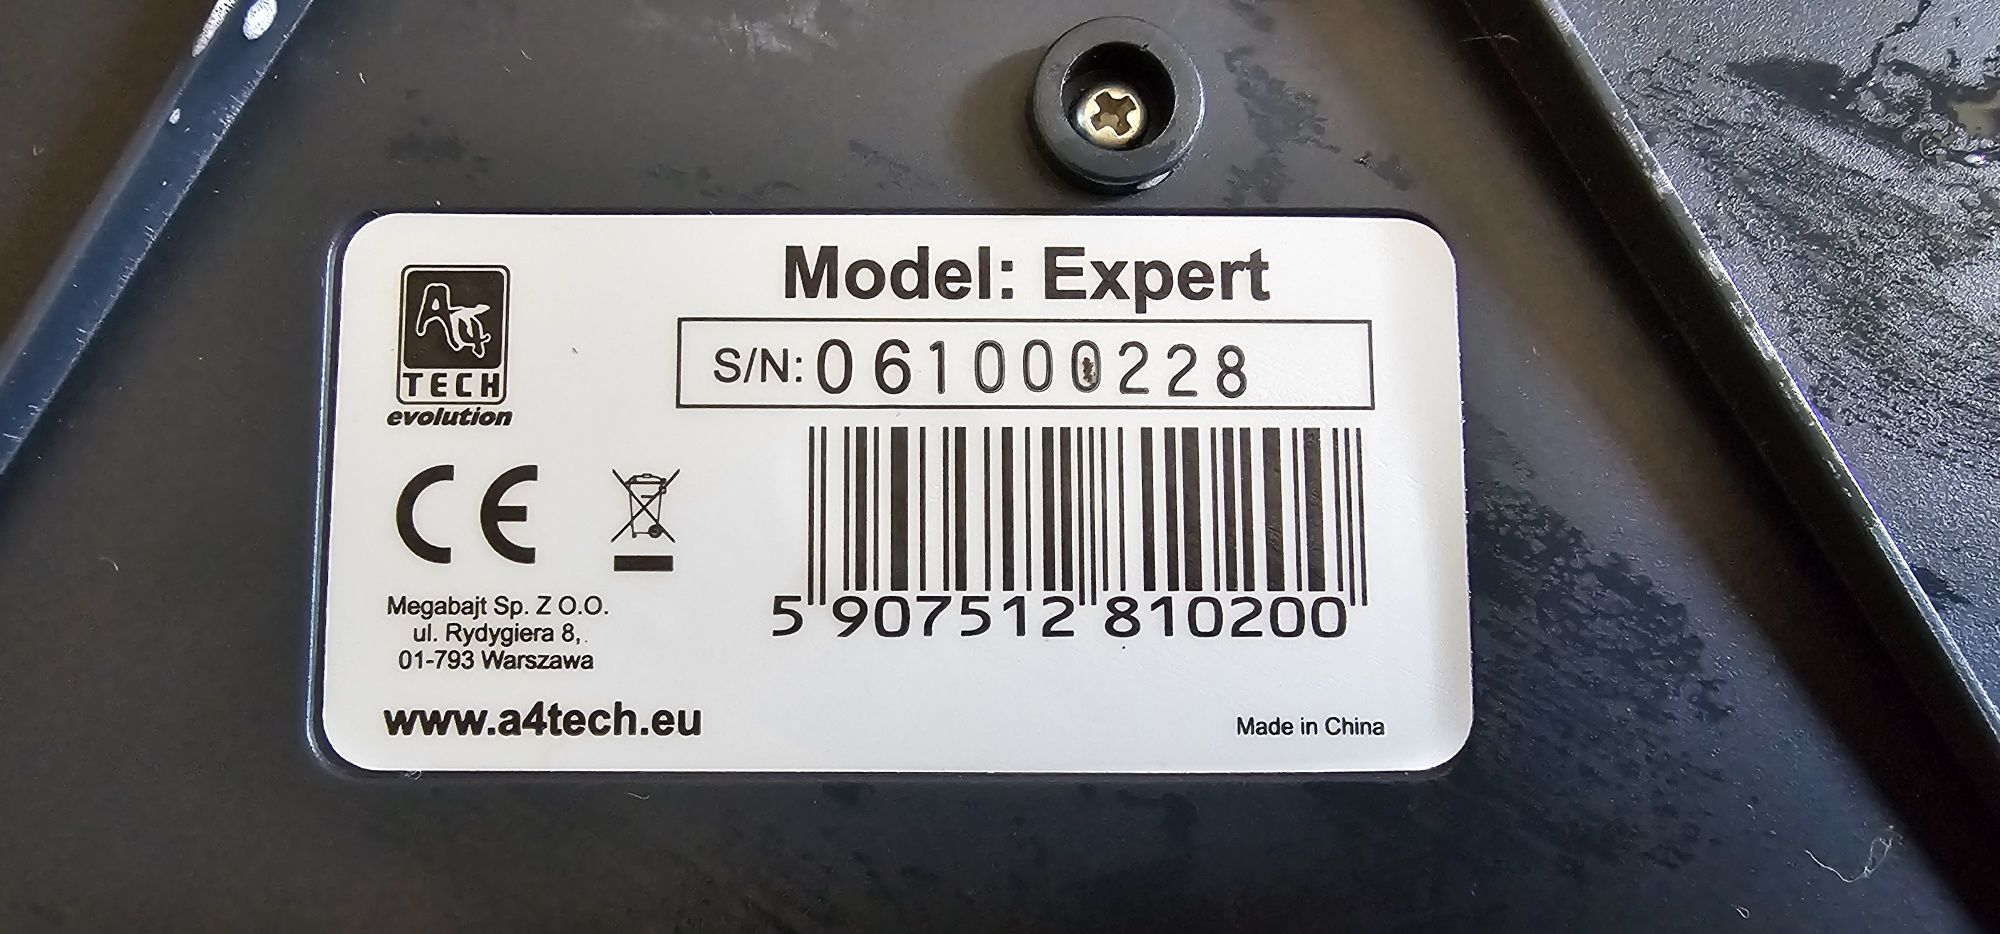 Model: Expert
A4
TECH
evolution
S/N: 061000228
CE
5 907512 810200
Megabajt Sp. Z O.O.
ul. Rydygiera 8,
01-793 Warszawa
www.a4tech.eu
Made in China